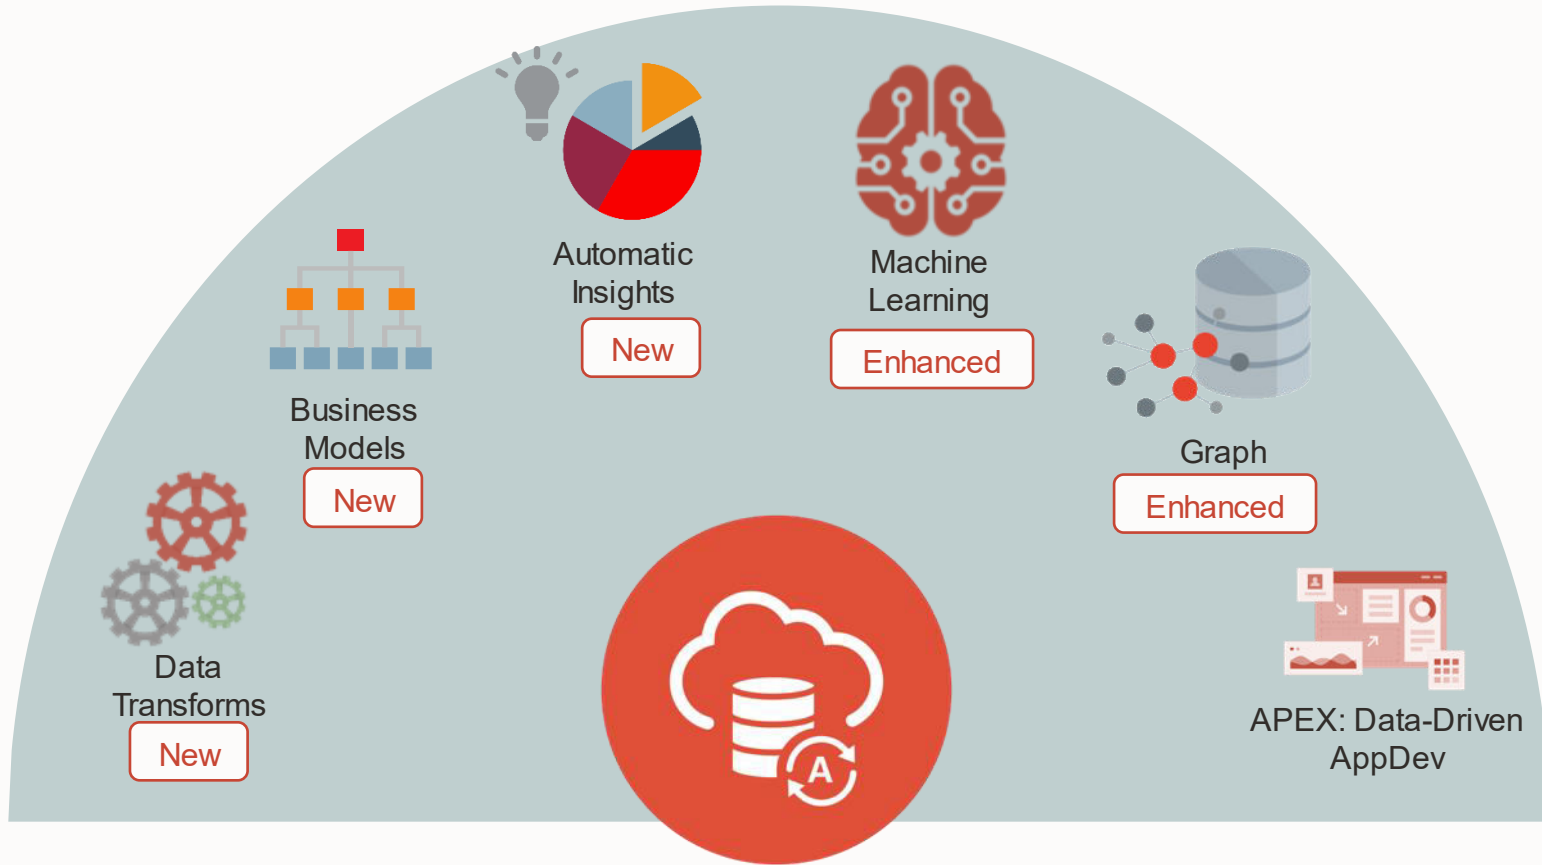 Automatic
Insights
New
Machine
Learning
Enhanced
Business
Models
New
Graph
Enhanced
Data
Transforms
New
APEX: Data-Driven
AppDev
A